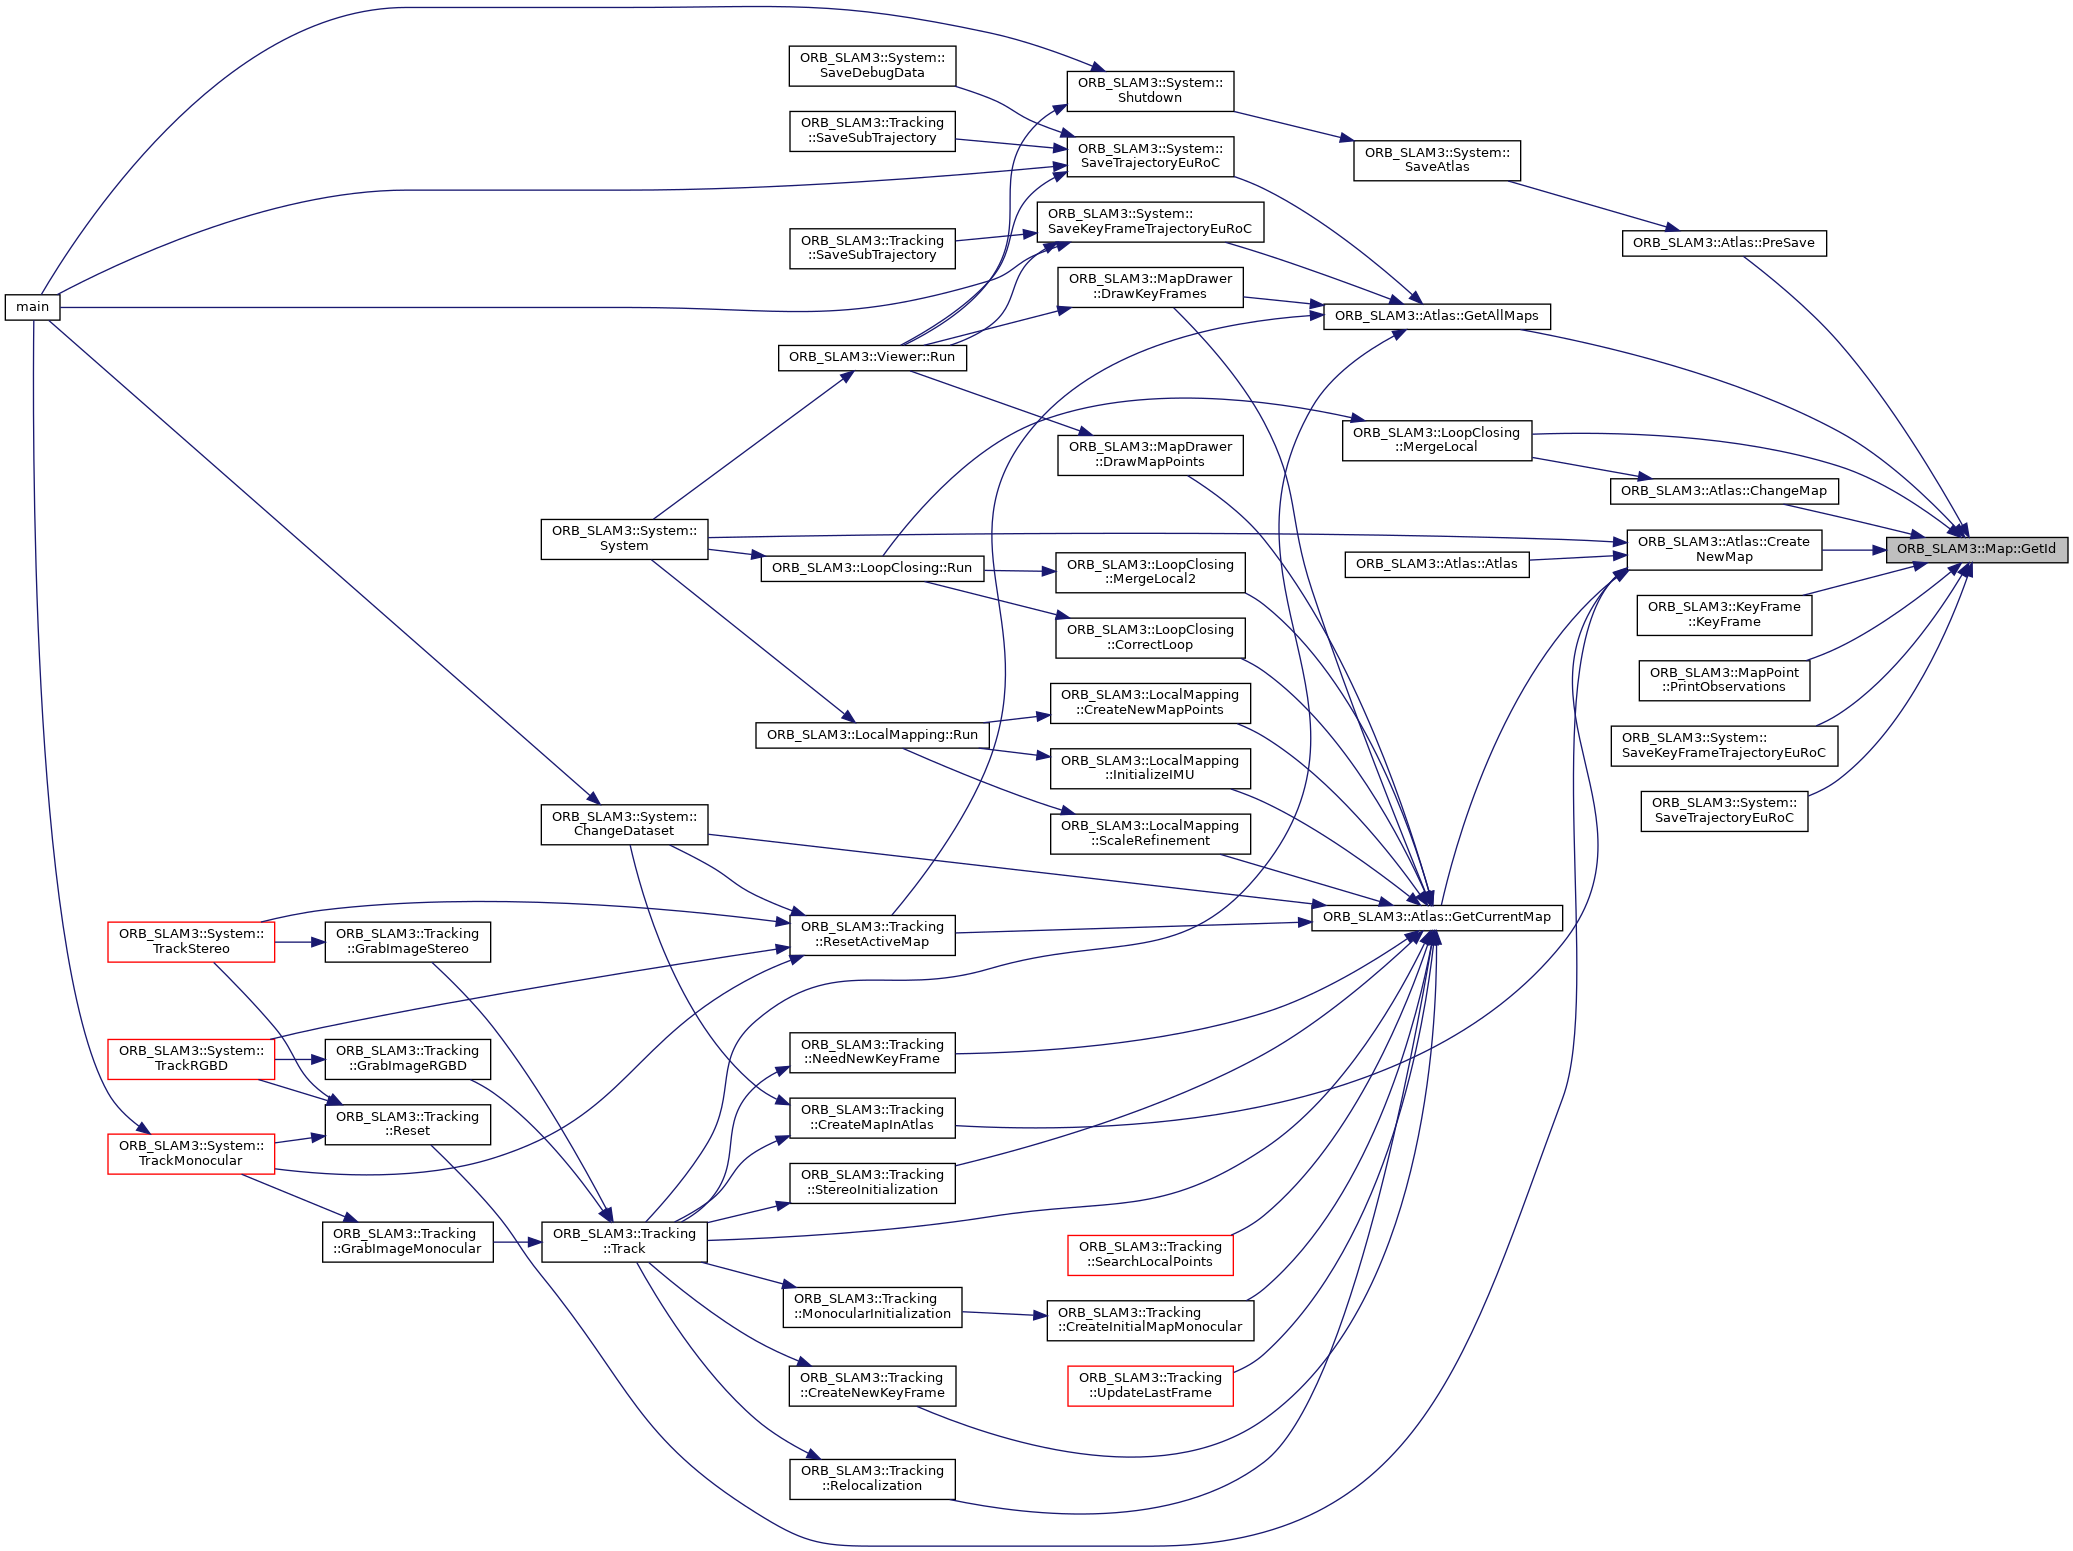 ORB_SLAM3::System::
SaveDebugData
ORB_SLAM3::System::
Shutdown
ORB_SLAM3::Tracking
::SaveSubTrajectory
ORB_SLAM3::System::
SaveTrajectoryEuRoC
ORB_SLAM3::System::
SaveAtlas
ORB_SLAM3::System::
SaveKeyFrameTrajectoryEuRoC
ORB_SLAM3::Tracking
::SaveSubTrajectory
ORB_SLAM3::Atlas::PreSave
ORB_SLAM3::MapDrawer
::DrawKeyFrames
main
ORB_SLAM3::Atlas::GetAllMaps
ORB_SLAM3::Viewer::Run
ORB_SLAM3::MapDrawer
::DrawMapPoints
ORB_SLAM3::LoopClosing
::MergeLocal
ORB_SLAM3::Atlas::ChangeMap
ORB_SLAM3::System::
System
ORB_SLAM3::Atlas::Create
NewMap
ORB_SLAM3::Map::GetId
ORB_SLAM3::LoopClosing::Run
ORB_SLAM3::LoopClosing
::MergeLocal2
ORB_SLAM3::Atlas::Atlas
ORB_SLAM3::KeyFrame
::KeyFrame
ORB_SLAM3::LoopClosing
::CorrectLoop
ORB_SLAM3::MapPoint
::PrintObservations
ORB_SLAM3::LocalMapping
::CreateNewMapPoints
ORB_SLAM3::LocalMapping::Run
ORB_SLAM3::System::
SaveKeyFrameTrajectoryEuRoC
ORB_SLAM3::LocalMapping
::InitializeIMU
ORB_SLAM3::System::
SaveTrajectoryEuRoC
ORB_SLAM3::System::
ChangeDataset
ORB_SLAM3::LocalMapping
::ScaleRefinement
ORB_SLAM3::Atlas::GetCurrentMap
ORB_SLAM3::System::
TrackStereo
ORB_SLAM3::Tracking
::GrabImageStereo
ORB_SLAM3::Tracking
::ResetActiveMap
ORB_SLAM3::System::
TrackRGBD
ORB_SLAM3::Tracking
::GrabImageRGBD
ORB_SLAM3::Tracking
::NeedNewKeyFrame
ORB_SLAM3::Tracking
::Reset
ORB_SLAM3::Tracking
::CreateMapInAtlas
ORB_SLAM3::System::
TrackMonocular
ORB_SLAM3::Tracking
::StereoInitialization
ORB_SLAM3::Tracking
::GrabImageMonocular
ORB_SLAM3::Tracking
::Track
ORB_SLAM3::Tracking
::SearchLocalPoints
ORB_SLAM3::Tracking
::MonocularInitialization
ORB_SLAM3::Tracking
::CreateInitialMapMonocular
ORB_SLAM3::Tracking
::CreateNewKeyFrame
ORB_SLAM3::Tracking
::UpdateLastFrame
ORB_SLAM3::Tracking
::Relocalization